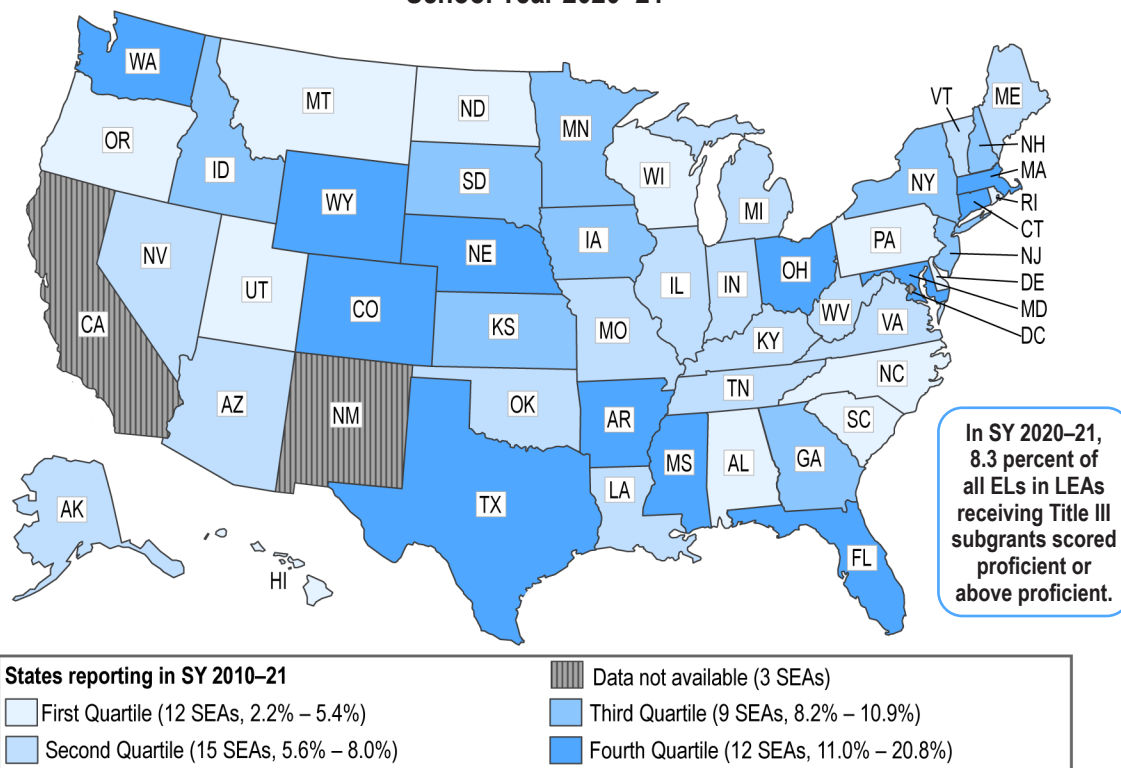 School Year 2020–21
WA
MT
ND
MN
VT
ME
OR
ID
SD
WI
NH
MA
NY
WY
MI
RI
CT
IA
PA
NV
NE
NJ
OH
UT
IL
IN
DE
CO
WV
MD
CA
KS
MO
KY
VA
DC
NC
TN
AZ
OK
NM
AR
SC
MS
AL
GA
LA
TX
AK
FL
HI
In SY 2020–21,
8.3 percent of
all ELs in LEAs
receiving Title III
subgrants scored
proficient or
above proficient.
States reporting in SY 2010–21
First Quartile (12 SEAs, 2.2% – 5.4%)
Second Quartile (15 SEAs, 5.6% – 8.0%)
Data not available (3 SEAs)
Third Quartile (9 SEAs, 8.2% – 10.9%)
Fourth Quartile (12 SEAs, 11.0% – 20.8%)